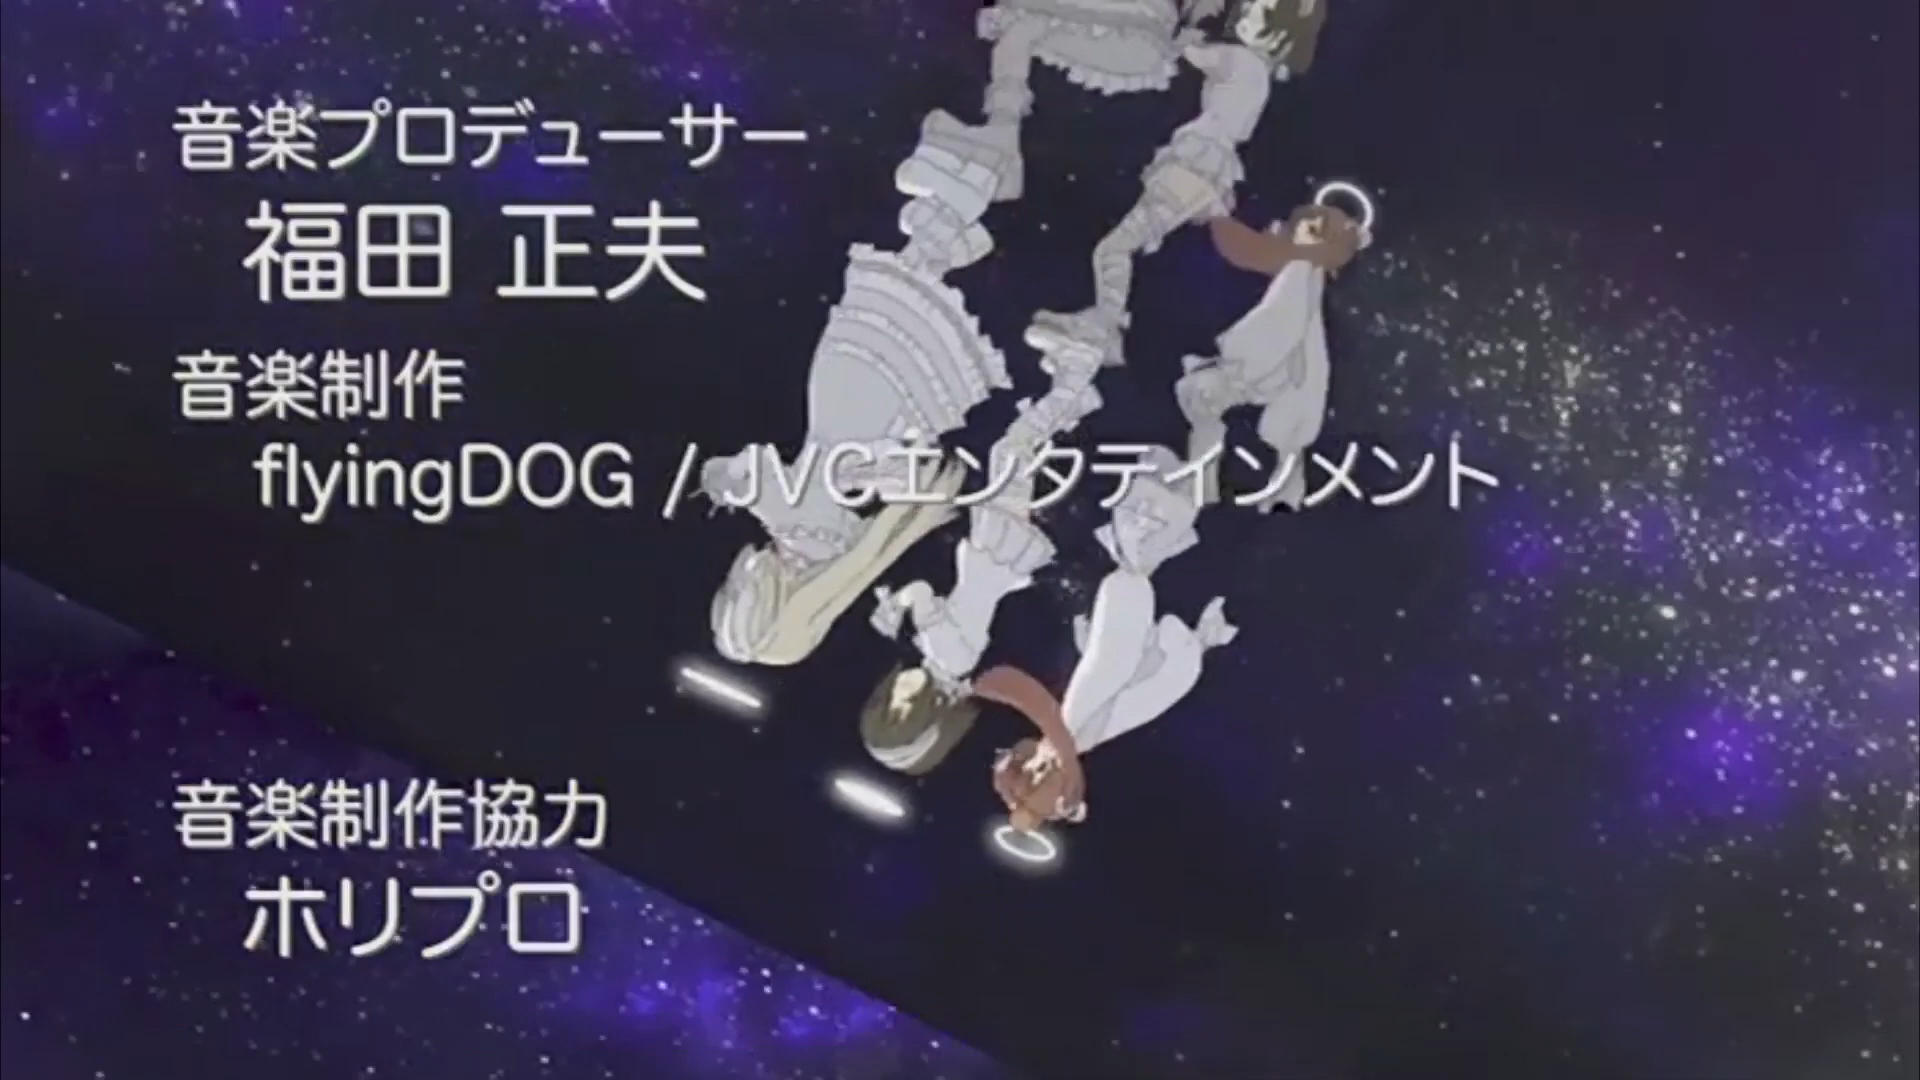 音楽プロデューサー
福田 正夫
音楽制作
flyingDOG / JVCエンタテインメント
音楽制作協力
ホリプロ